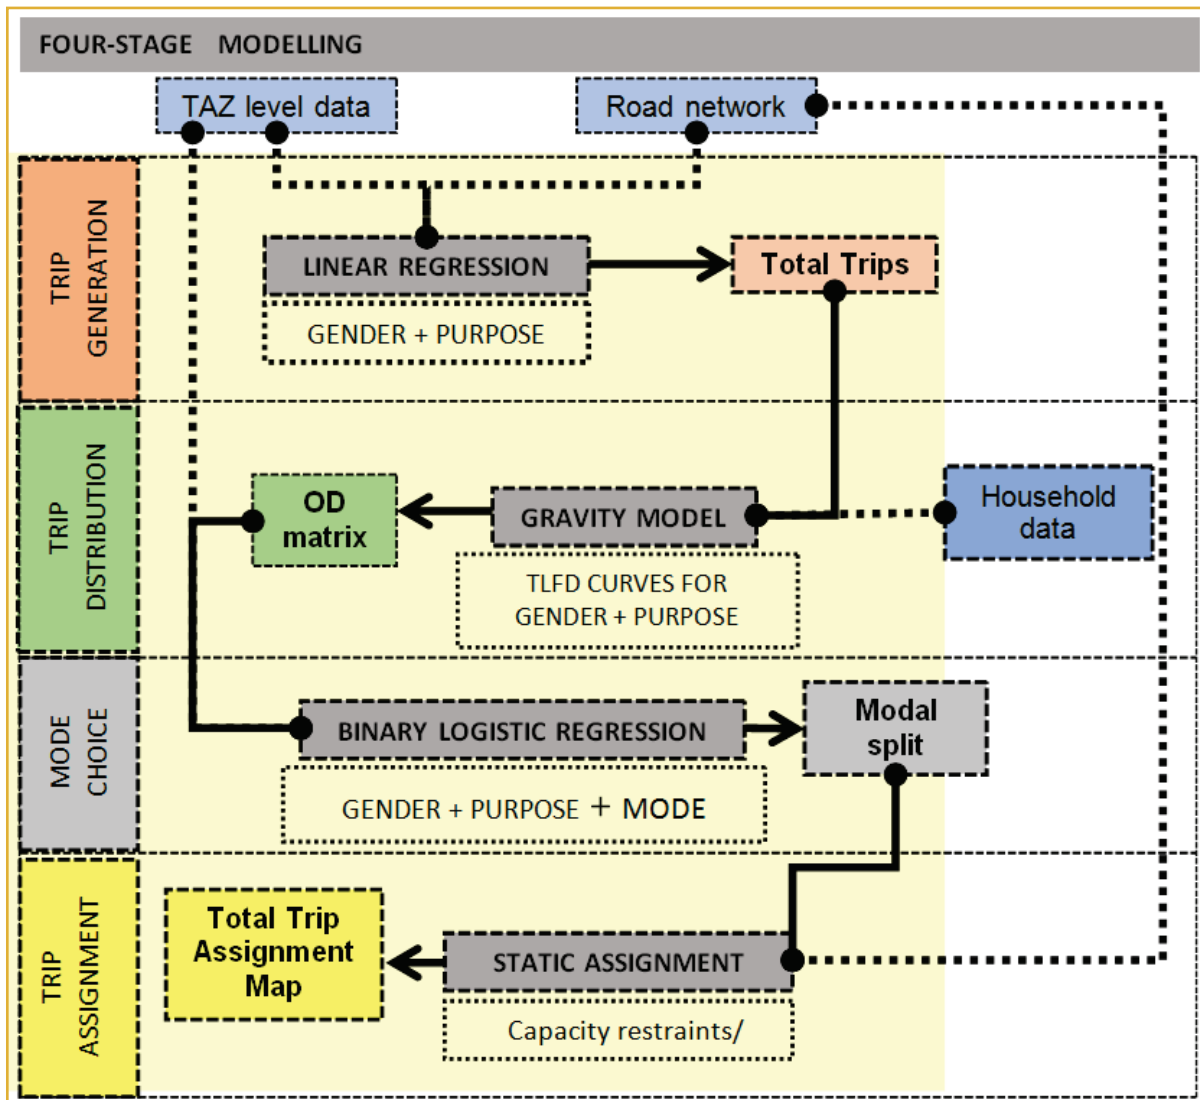 FOUR-STAGE MODELLING
TAZ level data
Road network
TRIP
GENERATION
LINEAR REGRESSION
Total Trips
GENDER + PURPOSE
TRIP
DISTRIBUTION
OD
matrix
GRAVITY MODEL
Household
data
TLFD CURVES FOR
GENDER + PURPOSE
MODE
CHOICE
BINARY LOGISTIC REGRESSION
Modal
split
GENDER + PURPOSE + MODE
TRIP
ASSIGNMENT
Total Trip
Assignment
Map
STATIC ASSIGNMENT
Capacity restraints/